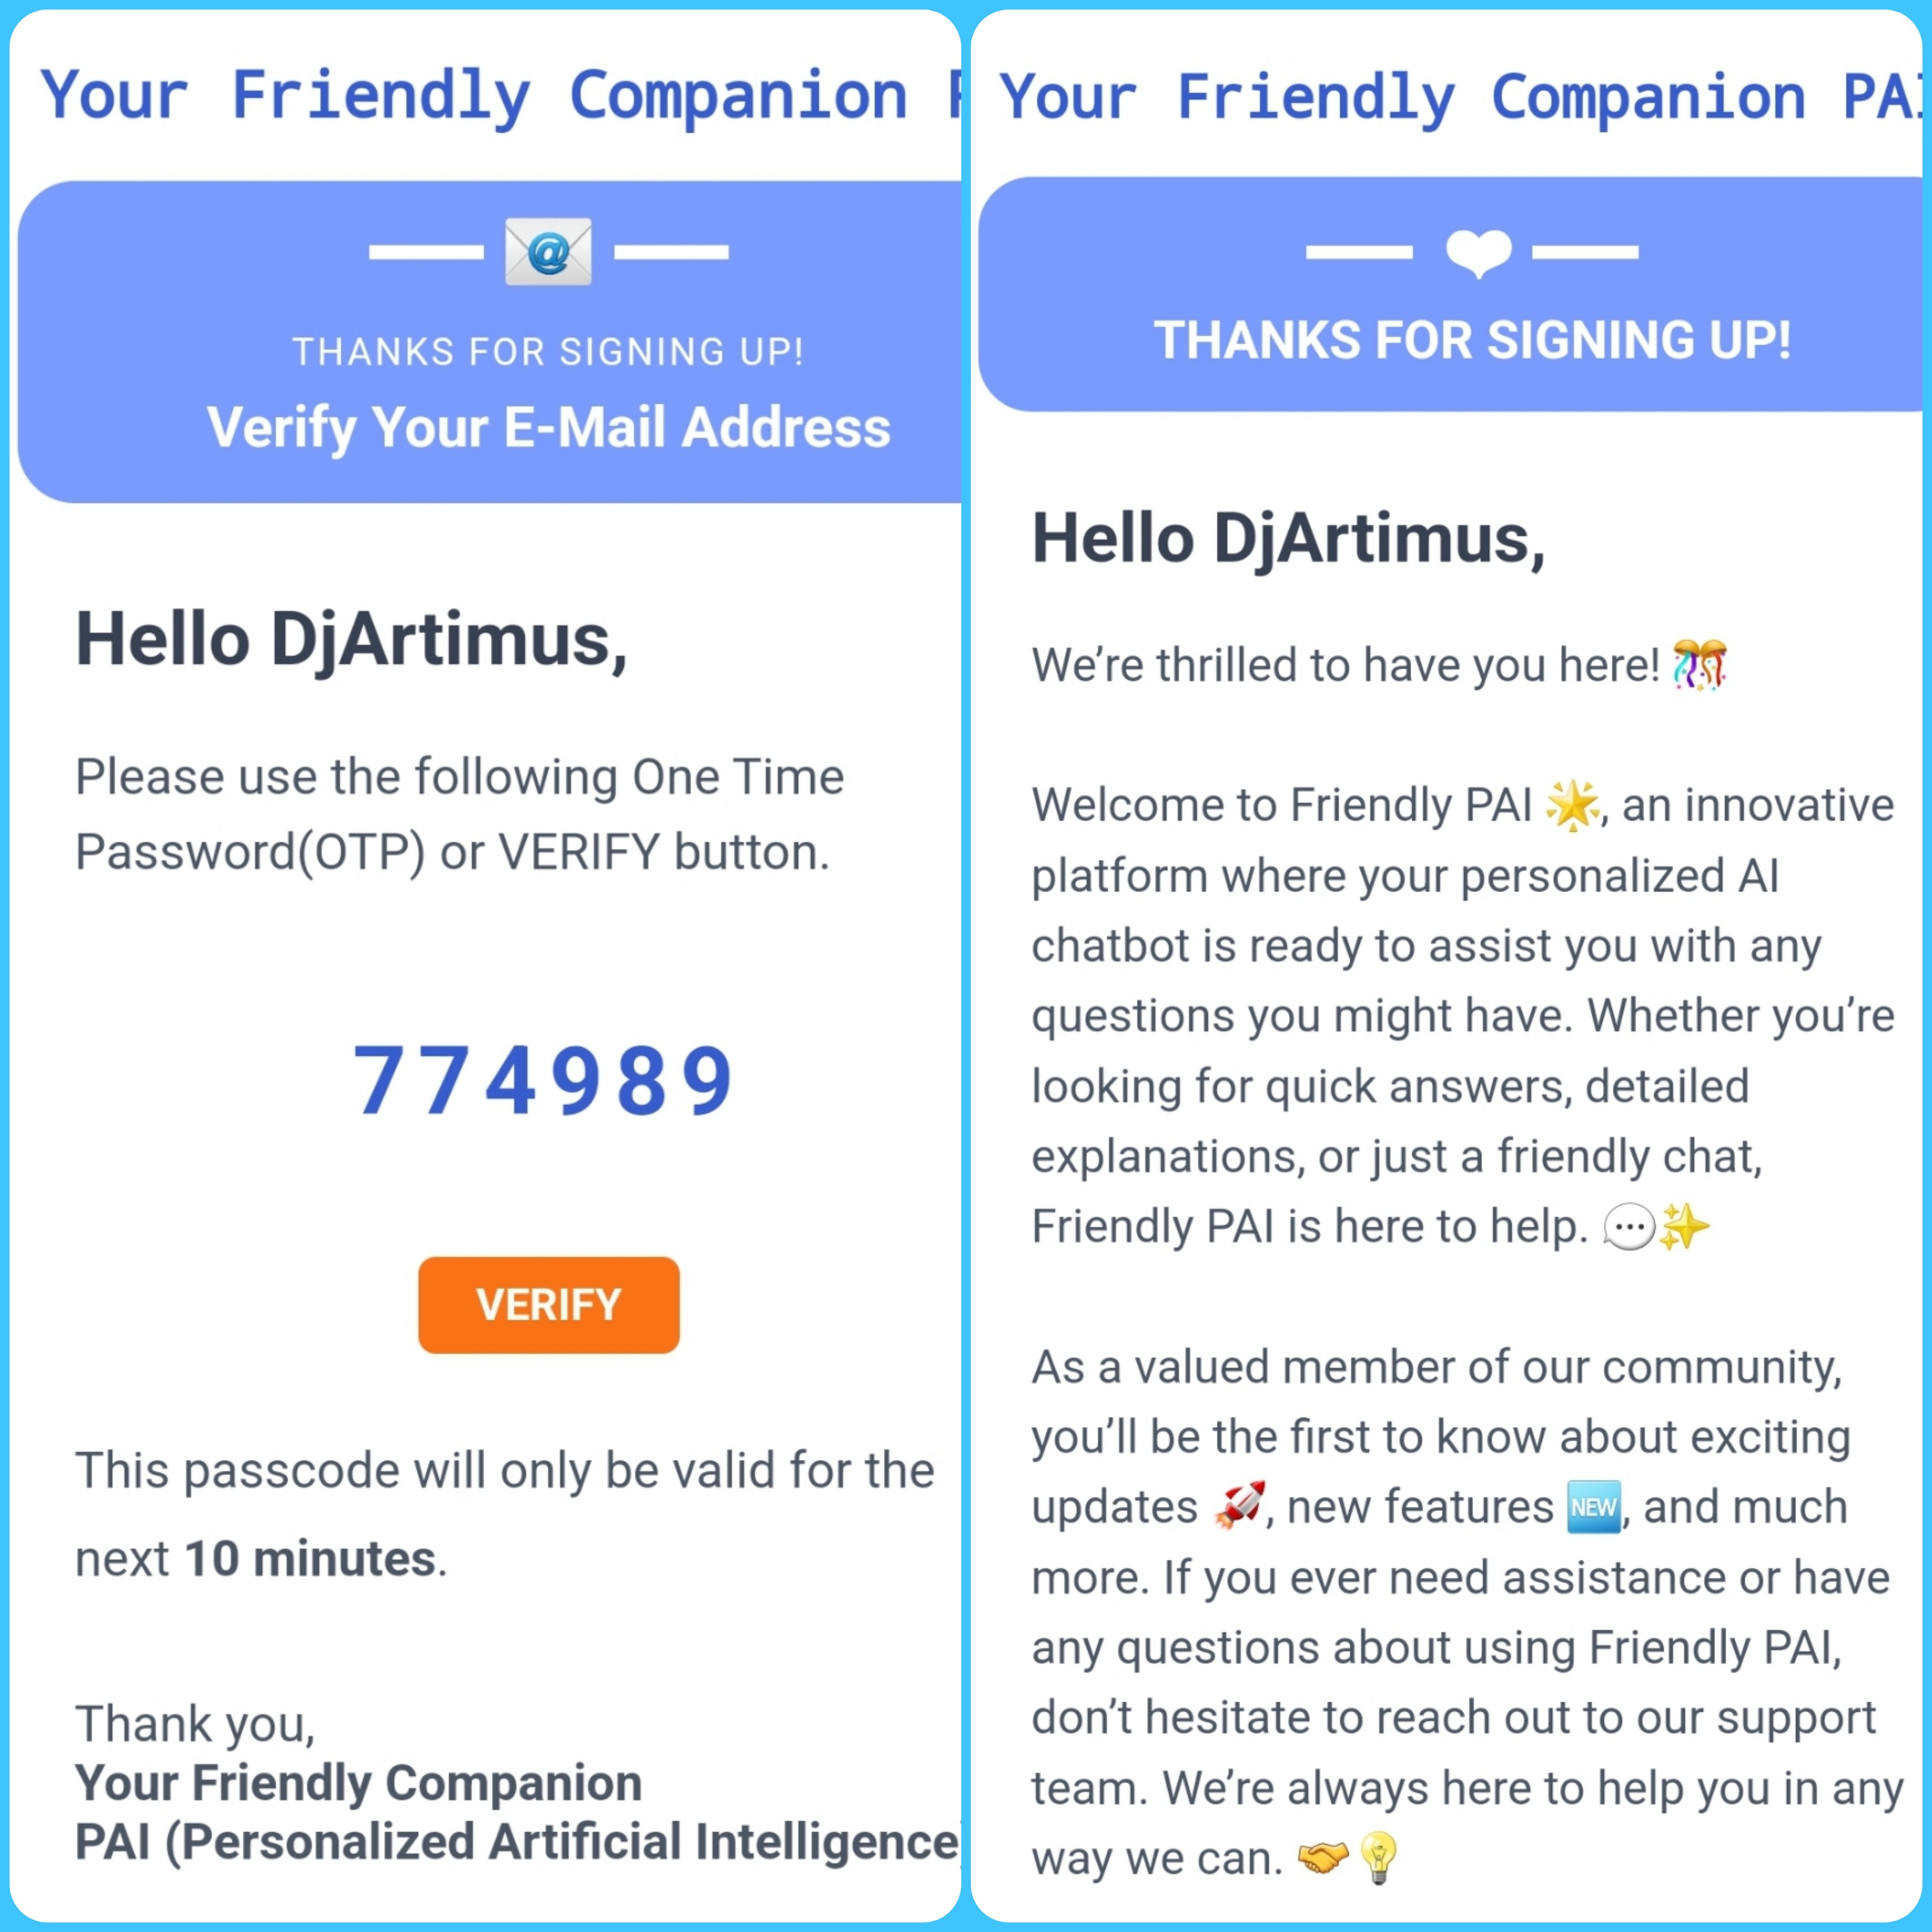 Your Friendly Companion
THANKS FOR SIGNING UP!
Verify Your E-Mail Address
Hello DjArtimus,
Please use the following One Time
Password(OTP) or VERIFY button.
774989
VERIFY
This passcode will only be valid for the
next 10 minutes.
Thank you,
Your Friendly Companion
PAI (Personalized Artificial Intelligence)
Your Friendly Companion PAI
THANKS FOR SIGNING UP!
Hello DjArtimus,
We’re thrilled to have you here! 🎊
Welcome to Friendly PAI 🌟, an innovative
platform where your personalized AI
chatbot is ready to assist you with any
questions you might have. Whether you’re
looking for quick answers, detailed
explanations, or just a friendly chat,
Friendly PAI is here to help. 💬✨
As a valued member of our community,
you’ll be the first to know about exciting
updates 🚀, new features 🆕, and much
more. If you ever need assistance or have
any questions about using Friendly PAI,
don’t hesitate to reach out to our support
team. We’re always here to help you in any
way we can. 🤝💡